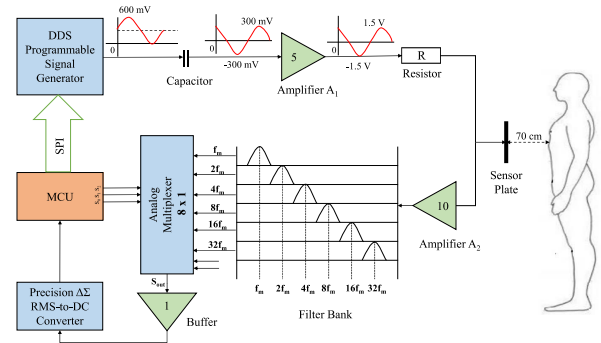 DDS
Programmable
Signal
Generator
600 mV
0
Capacitor
300 mV
0
-300 mV
5
Amplifier A1
1.5 V
0
-1.5 V
R
Resistor
70 cm
Sensor
Plate
10
Amplifier A2
SPI
MCU
Analog
Multiplexer
8 x 1
fm
2fm
4fm
8fm
16fm
32fm
fm 2fm 4fm 8fm 16fm 32fm
Filter Bank
Sout
1
Buffer
Precision ΔΣ
RMS-to-DC
Converter